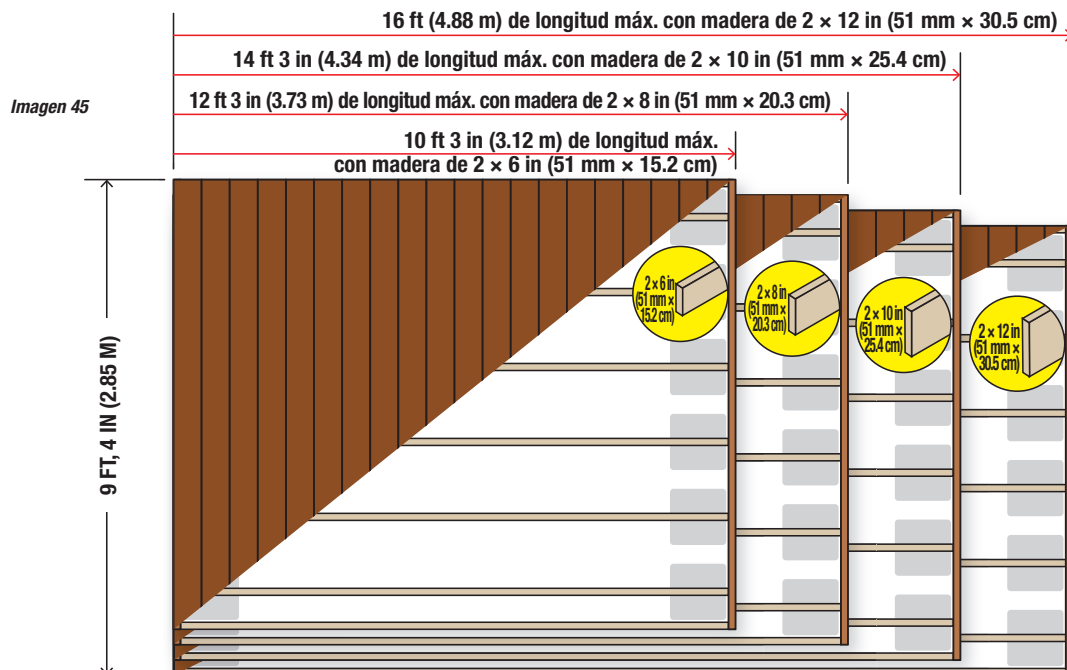 16 ft (4.88 m) de longitud máx. con madera de 2 × 12 in (51 mm × 30.5 cm)
14 ft 3 in (4.34 m) de longitud máx. con madera de 2 × 10 in (51 mm × 25.4 cm)
Imagen 45
12 ft 3 in (3.73 m) de longitud máx. con madera de 2 × 8 in (51 mm × 20.3 cm)
10 ft 3 in (3.12 m) de longitud máx.
con madera de 2 × 6 in (51 mm × 15.2 cm)
9 FT, 4 IN (2.85 M)
2 × 6 in
(51 mm ×
15.2 cm)
2 × 8 in
(51 mm ×
20.3 cm)
2 × 10 in
(51 mm ×
25.4 cm)
2 × 12 in
(51 mm ×
30.5 cm)